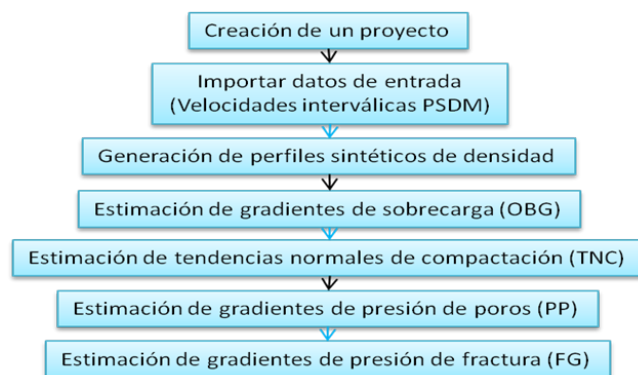 Creación de un proyecto
Importar datos de entrada
(Velocidades interválicas PSDM)
Generación de perfiles sintéticos de densidad
Estimación de gradientes de sobrecarga (OBG)
Estimación de tendencias normales de compactación (TNC)
Estimación de gradientes de presión de poros (PP)
Estimación de gradientes de presión de fractura (FG)